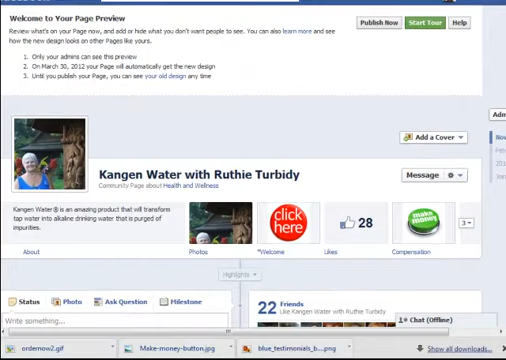 Welcome to Your Page Preview
Publish Now
Start Tour
Help
Review what's on your Page now, and add or hide what you don't want people to see. You can also learn more and see
how the new design looks on other Pages like yours.
1. Only your admins can see this preview
2. On March 30, 2012 your Page will automatically get the new design
3. Until you publish your Page, you can see your old design any time
Add a Cover
Kangen Water with Ruthie Turbidy
Community Page about Health and Wellness
Message
Kangen Water® is an amazing product that will transform
tap water into alkaline drinking water that is purged of
impurities.
click
here
28
make
money
3
About
Photos
*Welcome
Likes
Compensation
Highlights
Status
Photo
Ask Question
Milestone
Write something...
22 Friends
Like Kangen Water with Ruthie Turbidy
Chat (Offline)
ordernow2.gif
Make-money-button.jpg
blue_testimonials_b....png
Show all downloads...